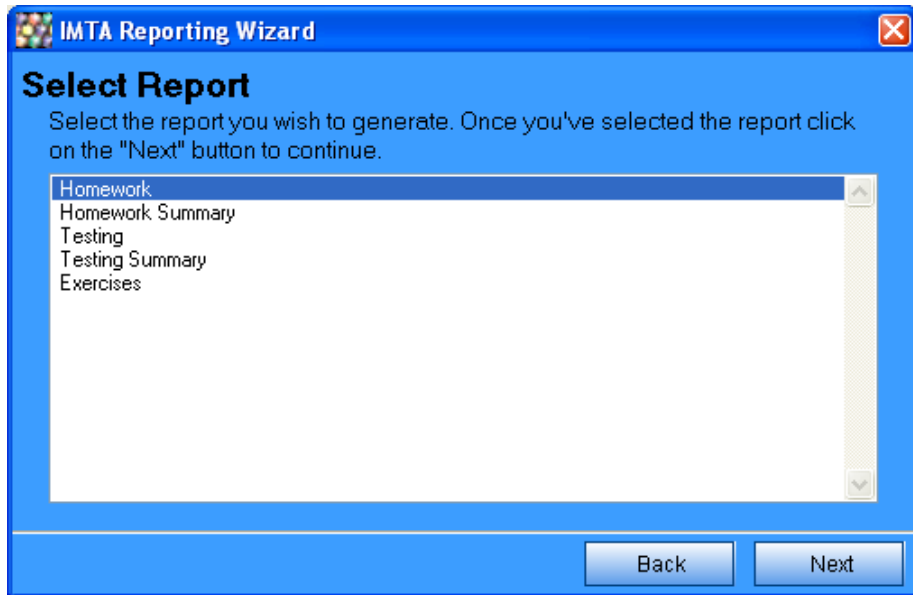 IMTA Reporting Wizard
Select Report
Select the report you wish to generate. Once you've selected the report click
on the "Next" button to continue.
Homework
Homework Summary
Testing
Testing Summary
Exercises
Back
Next